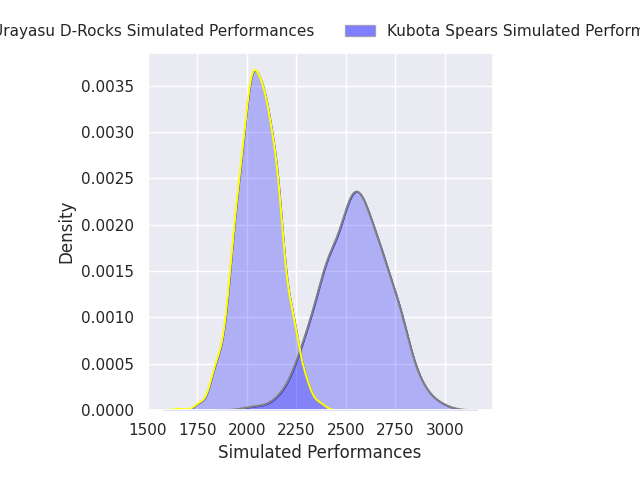 Urayasu D-Rocks Simulated Performances
Kubota Spears Simulated Perform
0.0035
0.0030
0.0025
0.0020
0.0015
0.0010
0.0005
0.0000
Density
1500 1750 2000 2250 2500 2750 3000
Simulated Performances